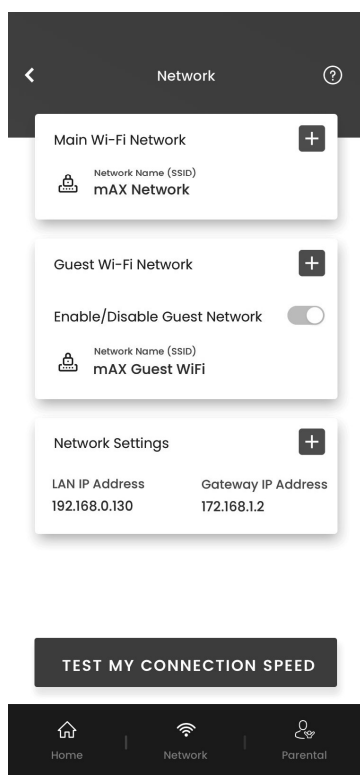 Network
Main Wi-Fi Network
Network Name (SSID)
mAX Network
Guest Wi-Fi Network
Enable/Disable Guest Network
Network Name (SSID)
mAX Guest WiFi
Network Settings
LAN IP Address Gateway IP Address
192.168.0.130 172.168.1.2
TEST MY CONNECTION SPEED
Home Network Parental